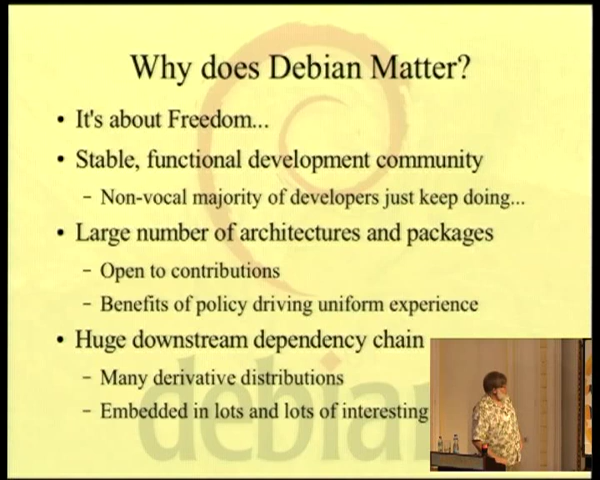 Why does Debian Matter?
• It's about Freedom...
• Stable, functional development community
– Non-vocal majority of developers just keep doing...
• Large number of architectures and packages
– Open to contributions
– Benefits of policy driving uniform experience
• Huge downstream dependency chain
– Many derivative distributions
– Embedded in lots and lots of interesting
debian